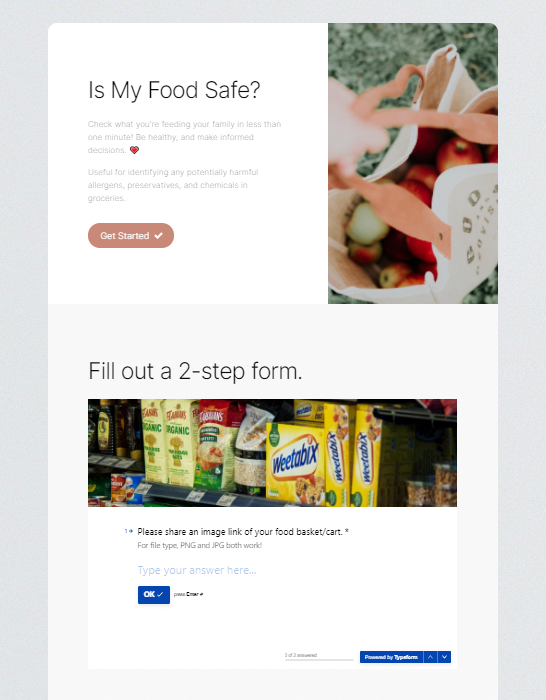 Is My Food Safe?
Check what you're feeding your family in less than
one minute! Be healthy, and make informed
decisions.
Useful for identifying any potentially harmful
allergens, preservatives, and chemicals in
groceries.
Get Started
Fill out a 2-step form.
ORGANIC
ORGANIC
Weetabix
Weetabix
Weetabix
1
Please share an image link of your food basket/cart. *
For file type, PNG and JPG both work!
Type your answer here...
OK
press Enter
answered
Powered by Typeform